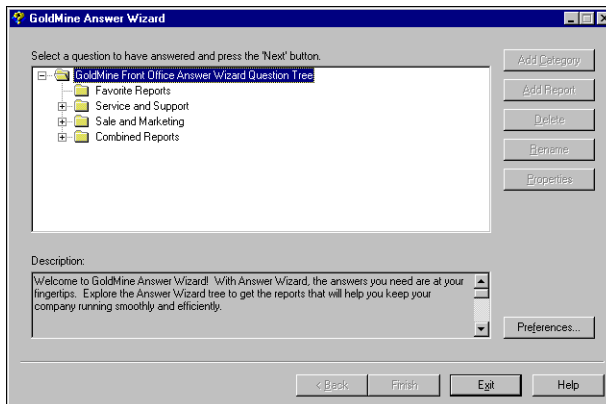 GoldMine Answer Wizard
Select a question to have answered and press the 'Next' button.
GoldMine Front Office Answer Wizard Question Tree
Favorite Reports
Service and Support
Sale and Marketing
Combined Reports
Add Category
Add Report
Delete
Rename
Properties
Description:
Welcome to GoldMine Answer Wizard! With Answer Wizard, the answers you need are at your
fingertips. Explore the Answer Wizard tree to get the reports that will help you keep your
company running smoothly and efficiently.
Preferences...
< Back
Finish
Exit
Help